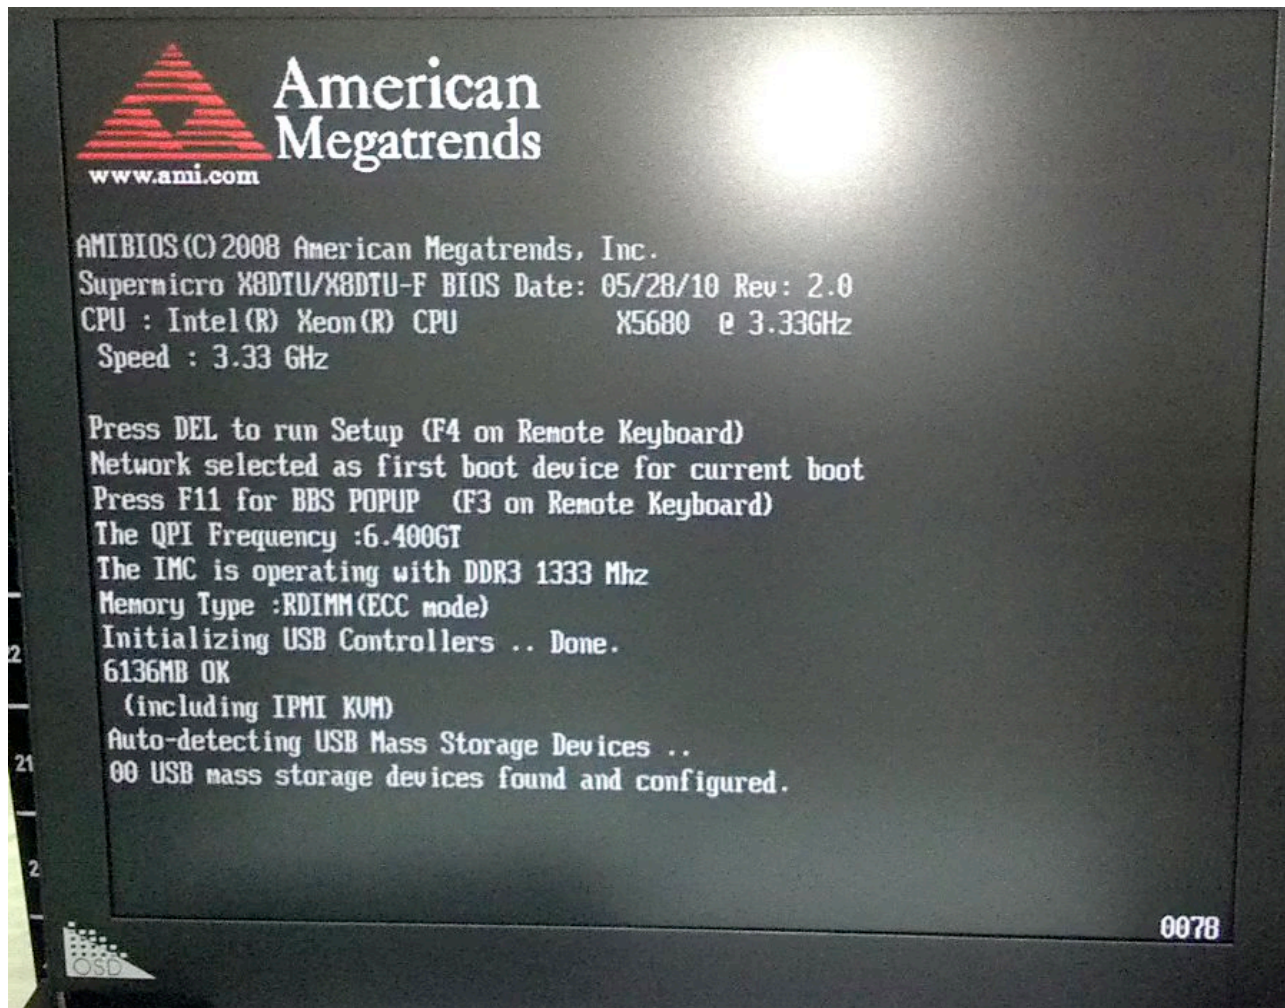 American
Megatrends
www.ami.com
AMIBIOS(C)2008 American Megatrends, Inc.
Supermicro X8DTU/X8DTU-F BIOS Date: 05/28/10 Rev: 2.0
CPU : Intel(R) Xeon(R) CPU X5680 @ 3.33GHz
Speed : 3.33 GHz
Press DEL to run Setup (F4 on Remote Keyboard)
Network selected as first boot device for current boot
Press F11 for BBS POPUP (F3 on Remote Keyboard)
The QPI Frequency :6.400GT
The IMC is operating with DDR3 1333 Mhz
Memory Type :RDIMM(ECC mode)
Initializing USB Controllers .. Done.
6136MB OK
(including IPMI KVM)
Auto-detecting USB Mass Storage Devices ..
00 USB mass storage devices found and configured.
0078
OSD
22
21